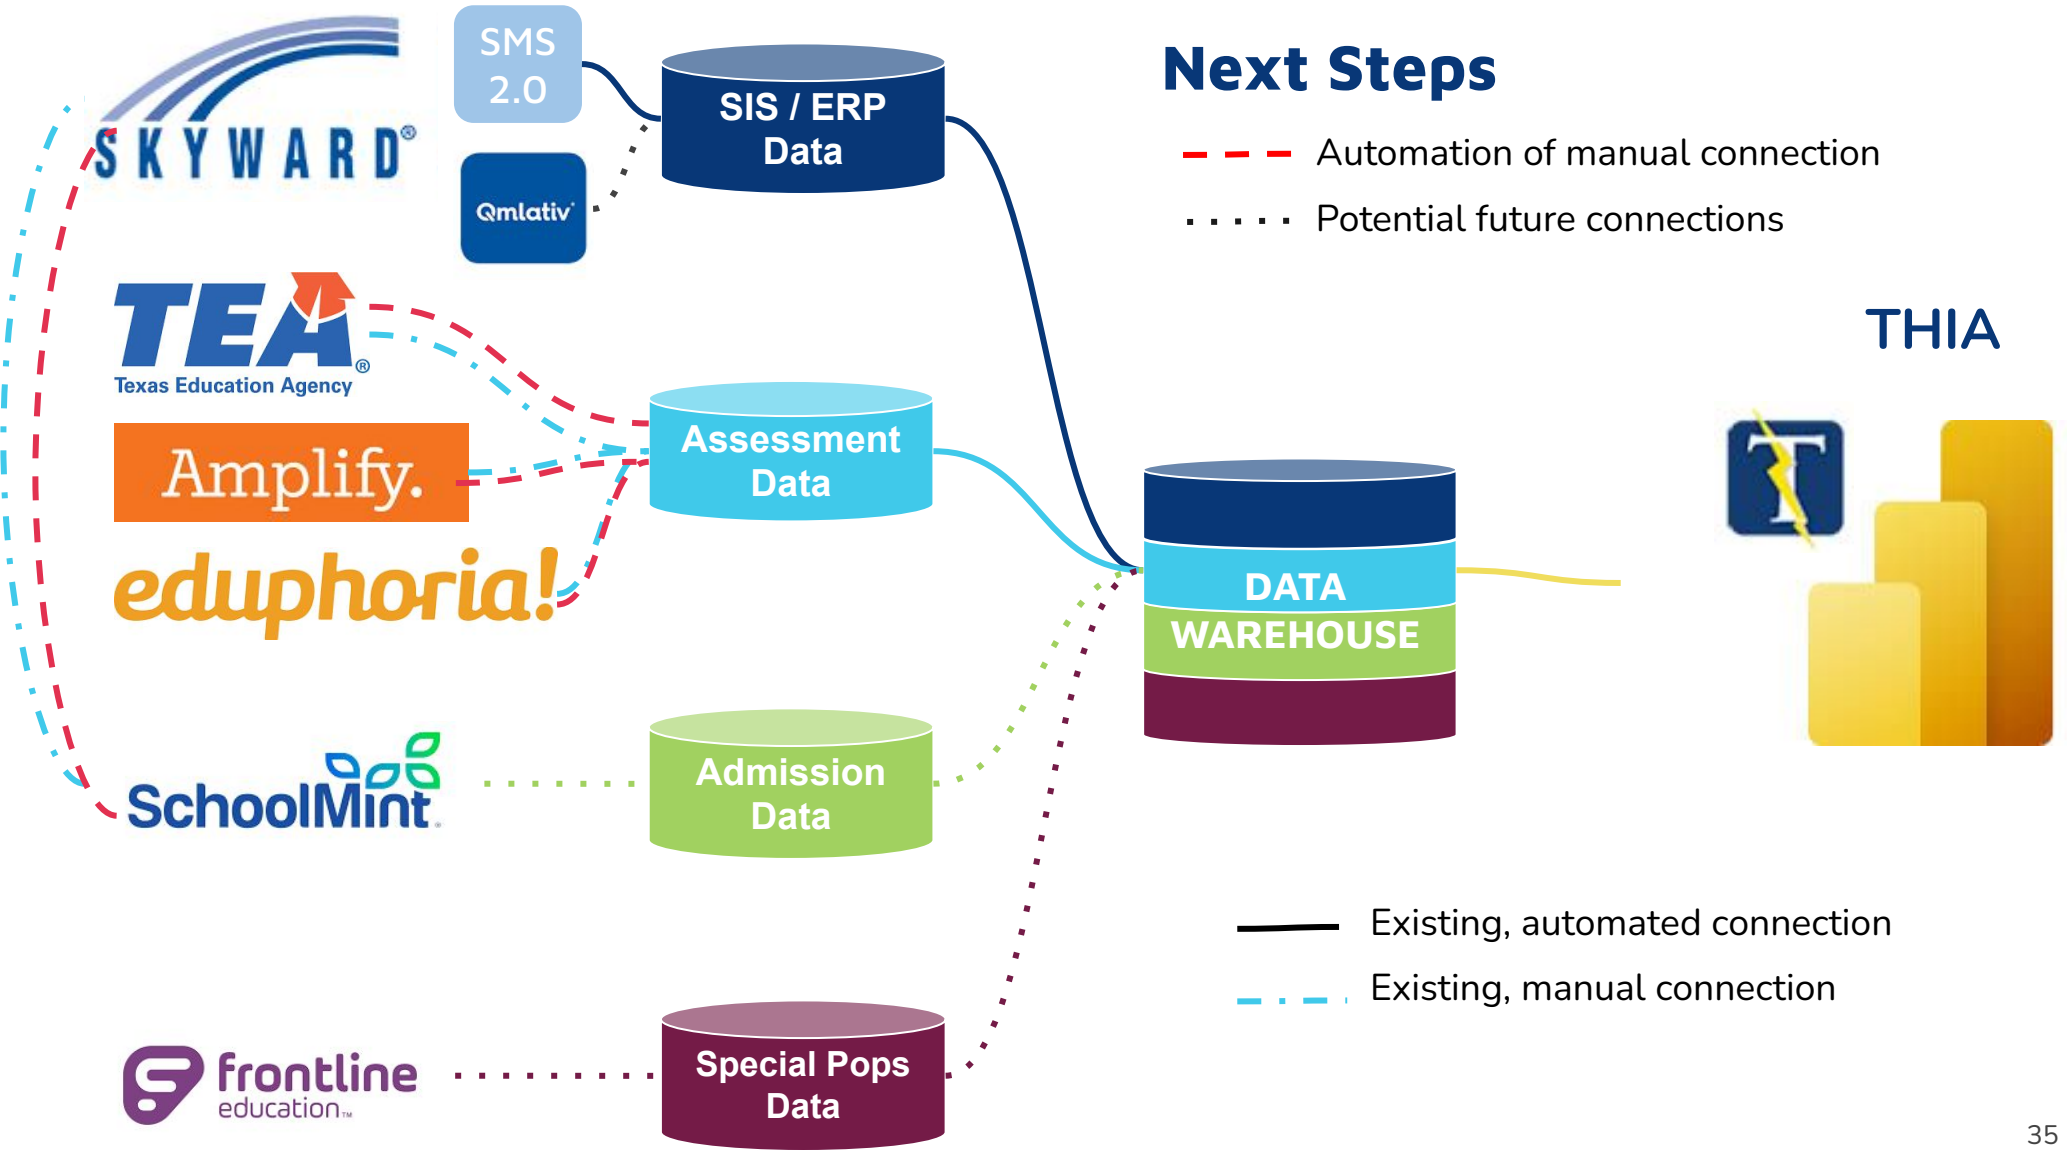 SKYWARD®
SMS
2.0
Qmlativ
SIS / ERP
Data
Next Steps
Automation of manual connection
Potential future connections
TEA®
Texas Education Agency
THIA
T
Amplify.
Assessment
Data
eduphoria!
DATA
WAREHOUSE
SchoolMint
Admission
Data
Existing, automated connection
Existing, manual connection
frontline
education™
Special Pops
Data
35